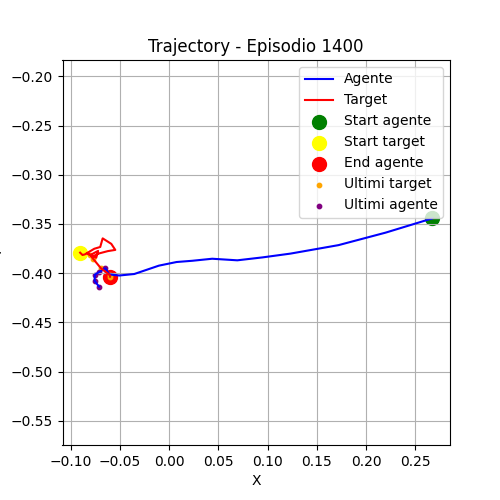 Trajectory - Episodio 1400
Agente
Target
Start agente
Start target
End agente
Ultimi target
Ultimi agente
−0.20
−0.25
−0.30
−0.35
−0.40
−0.45
−0.50
−0.55
−0.10
−0.05
0.00
0.05
0.10
0.15
0.20
0.25
X